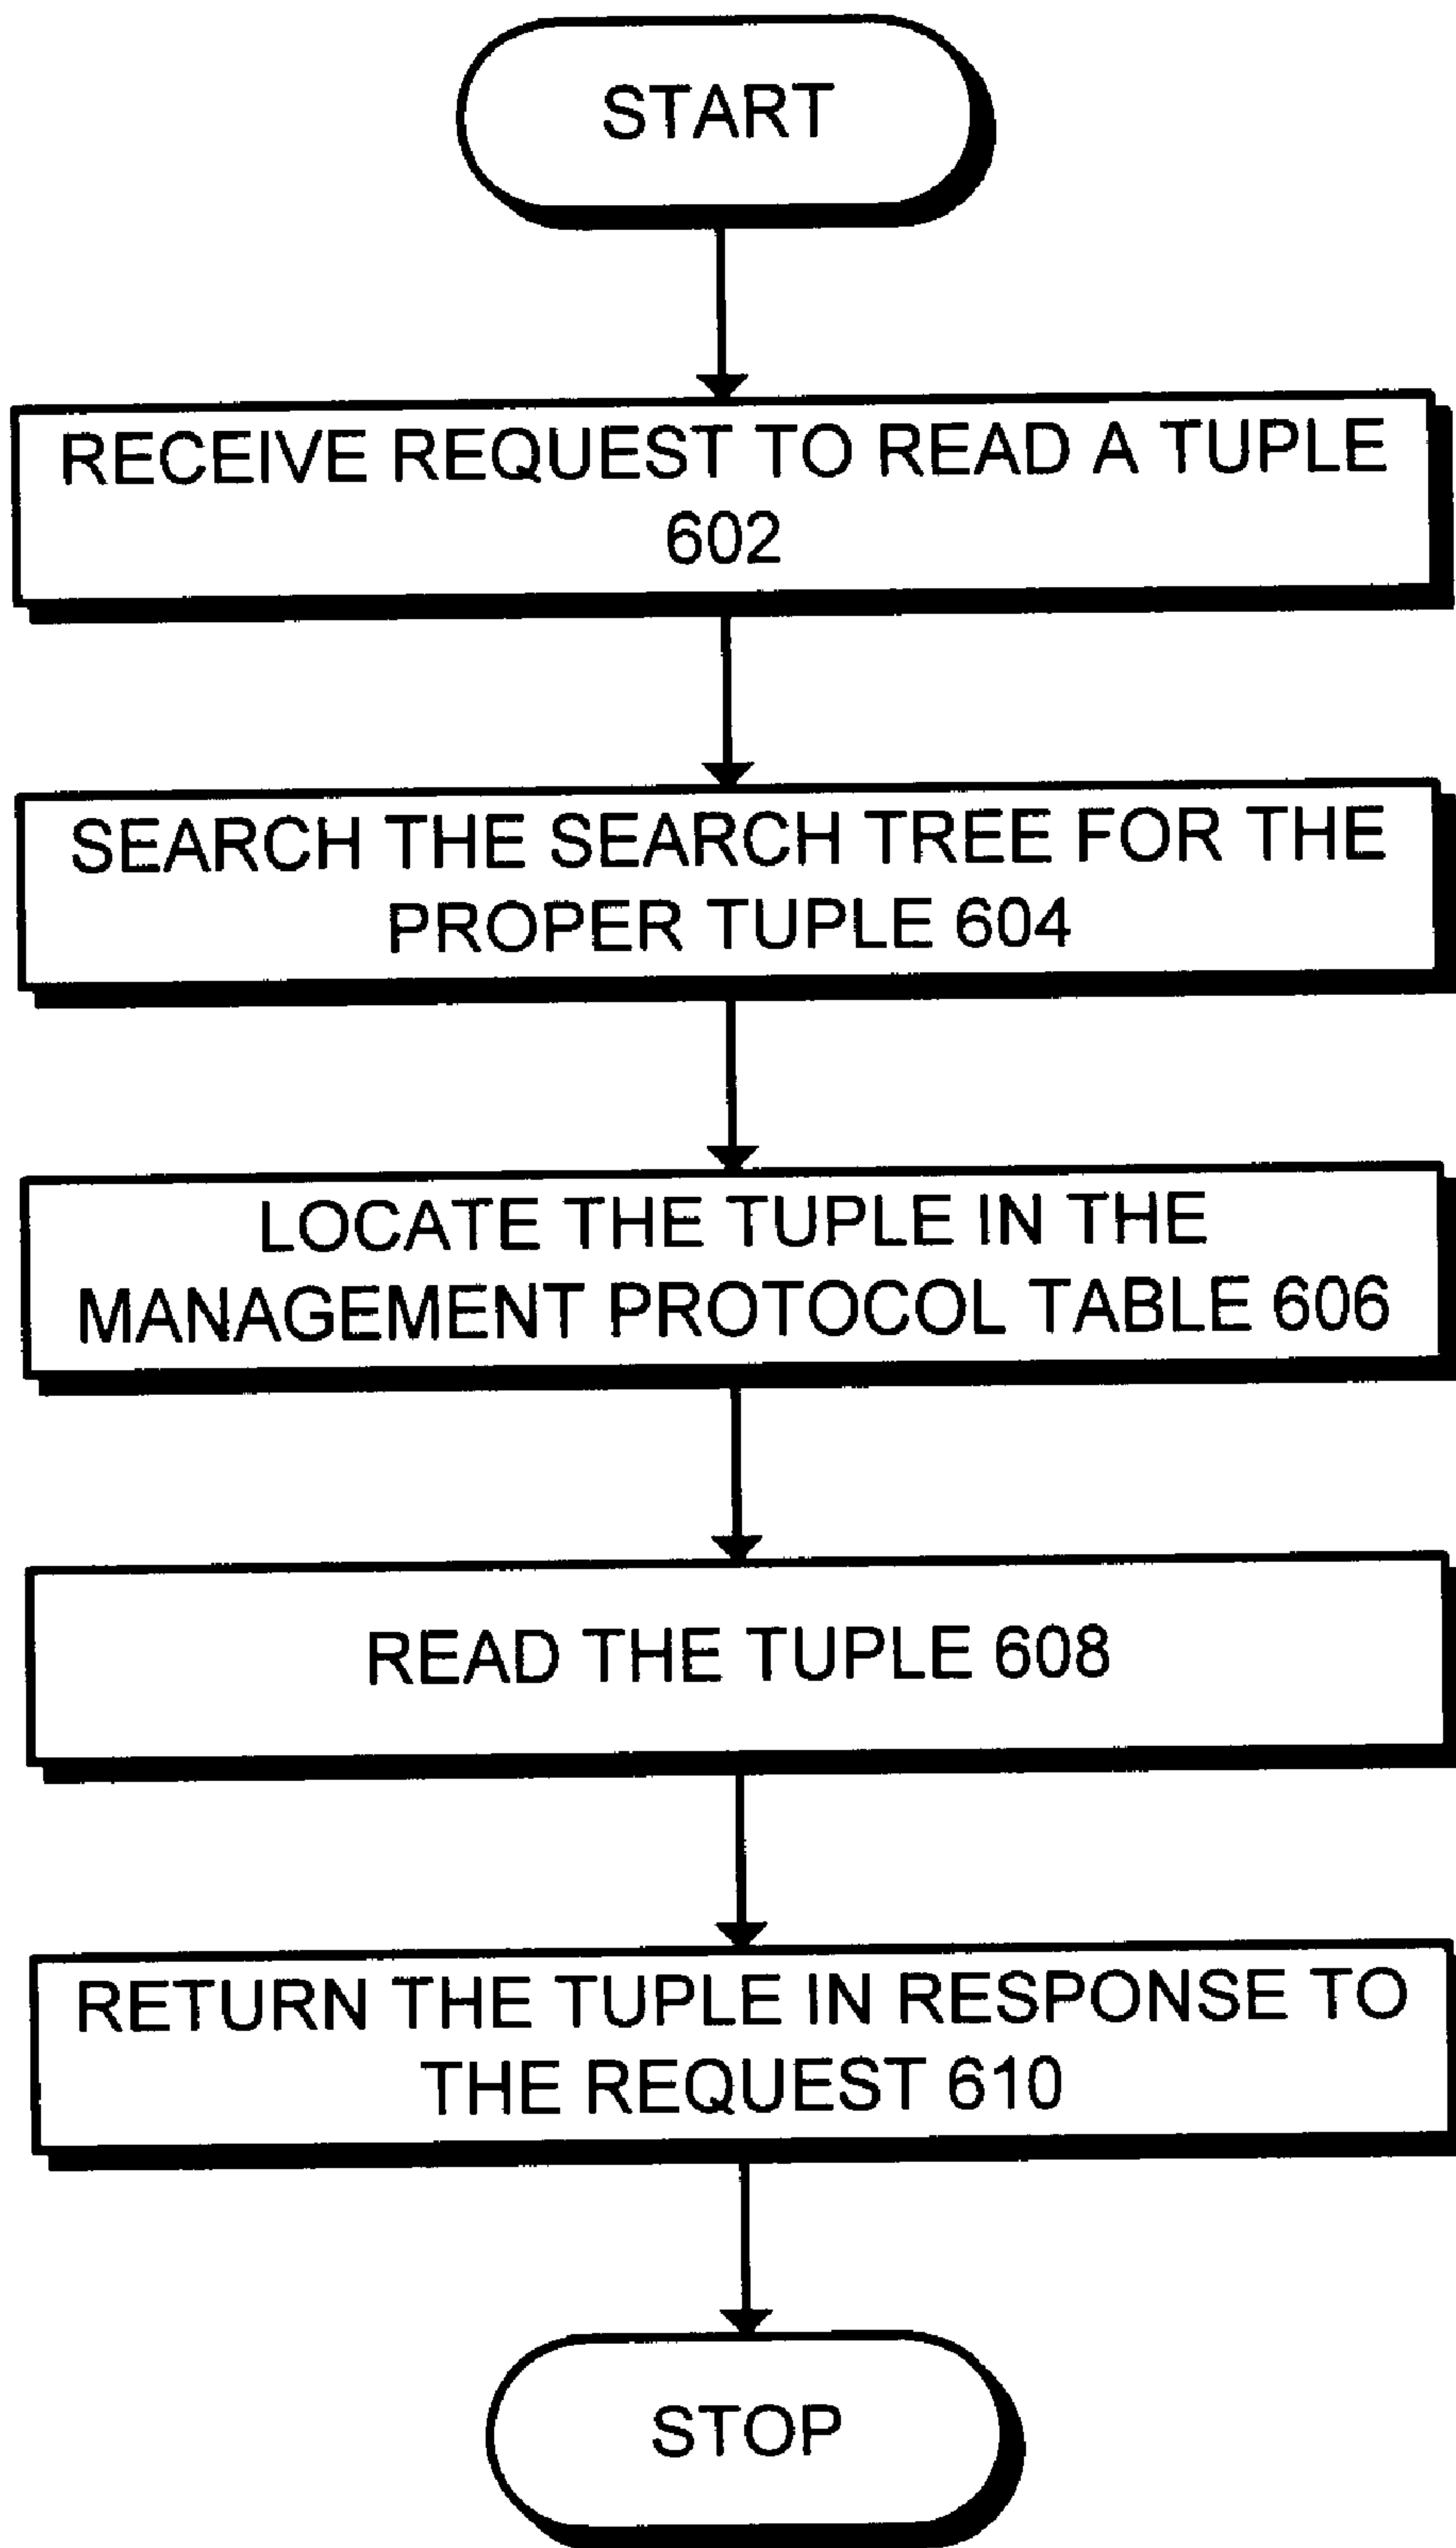 START
RECEIVE REQUEST TO READ A TUPLE
602
SEARCH THE SEARCH TREE FOR THE
PROPER TUPLE 604
LOCATE THE TUPLE IN THE
MANAGEMENT PROTOCOL TABLE 606
READ THE TUPLE 608
RETURN THE TUPLE IN RESPONSE TO
THE REQUEST 610
STOP